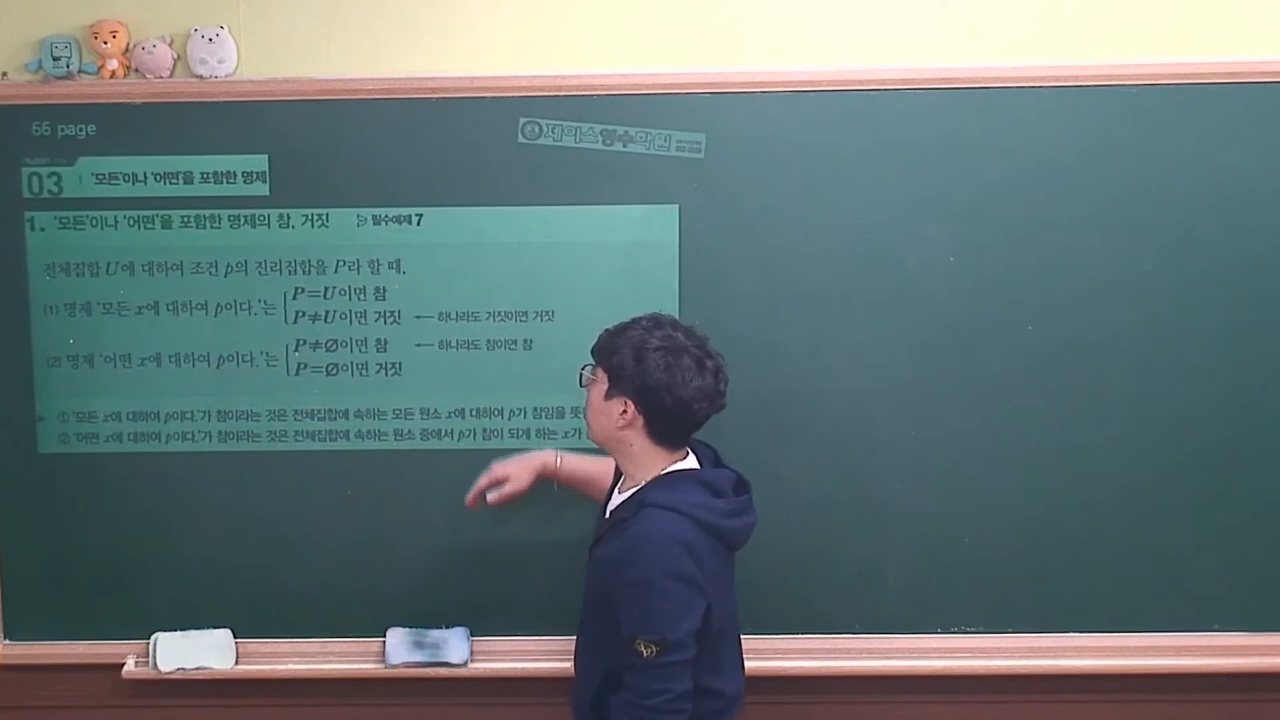 66 page
제이스영수학원
03 '모든'이나 '어떤'을 포함한 명제
1. '모든'이나 '어떤'을 포함한 명제의 참, 거짓 ▷ 필수예제 7
전체집합 U에 대하여 조건 p의 진리집합을 P라 할 때,
(1) 명제 '모든 x에 대하여 p이다.'는
P=U이면 참
P≠U이면 거짓 ← 하나라도 거짓이면 거짓
(2) 명제 '어떤 x에 대하여 p이다.'는
P≠∅이면 참 ← 하나라도 참이면 참
P=∅이면 거짓
① '모든 x에 대하여 p이다.'가 참이라는 것은 전체집합에 속하는 모든 원소 x에 대하여 p가 참임을
② '어떤 x에 대하여 p이다.'가 참이라는 것은 전체집합에 속하는 원소 중에서 p가 참이 되게 하는 x가